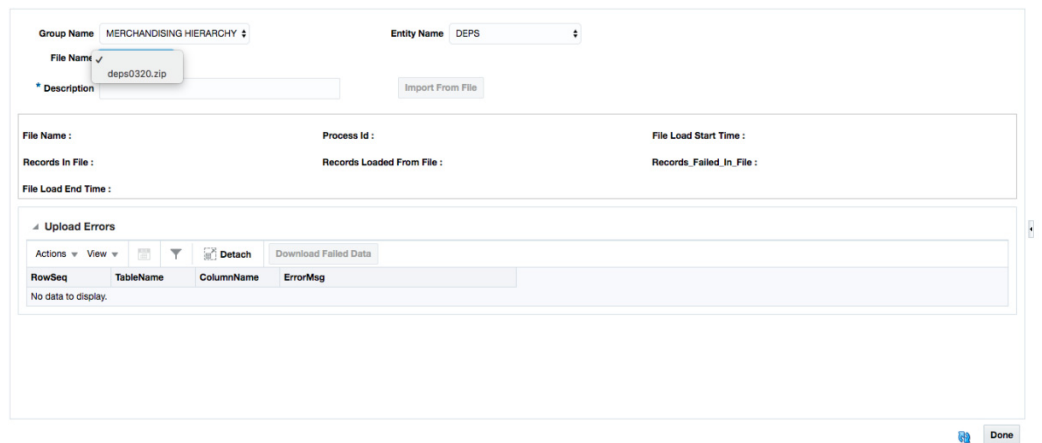 Group Name MERCHANDISING HIERARCHY Entity Name DEPS
File Name
deps0320.zip
* Description Import From File
File Name : Process Id : File Load Start Time :
Records In File : Records Loaded From File : Records_Failed_In_File :
File Load End Time :
Upload Errors
Actions View Detach Download Failed Data
RowSeq TableName ColumnName ErrorMsg
No data to display.
Done